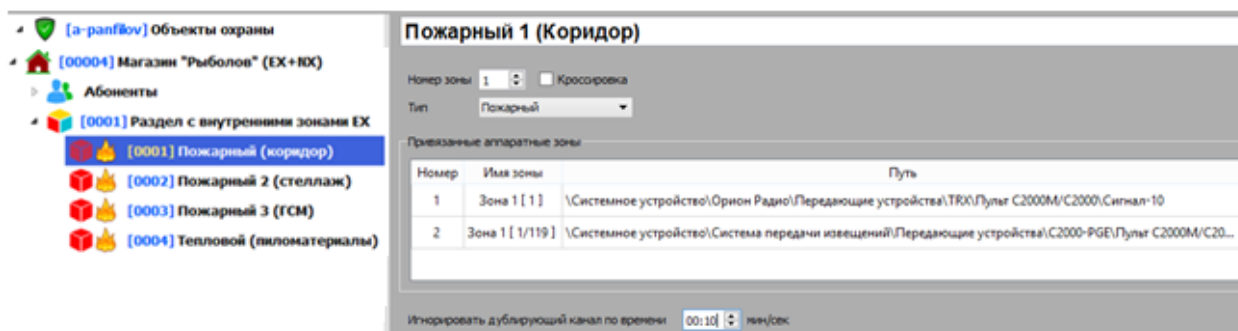 [a-panfilov] Объекты охраны
[00004] Магазин "Рыболов" (EX+NX)
Абоненты
[0001] Раздел с внутренними зонами EX
[0001] Пожарный (коридор)
[0002] Пожарный 2 (стеллаж)
[0003] Пожарный 3 (ГСМ)
[0004] Тепловой (пиломатериалы)
Пожарный 1 (Коридор)
Номер зоны 1 Кроссировка
Тип Пожарный
Привязанные аппаратные зоны
Номер Имя зоны Путь
1 Зона 1 [ 1 ] \Системное устройство\Орион Радио\Передающие устройства\TRX\Пульт С2000М/С2000\Сигнал-10
2 Зона 1 [ 1/119 ] \Системное устройство\Система передачи извещений\Передающие устройства\С2000-PGE\Пульт С2000М/С20...
Игнорировать дублирующий канал по времени 00:10 мин/сек